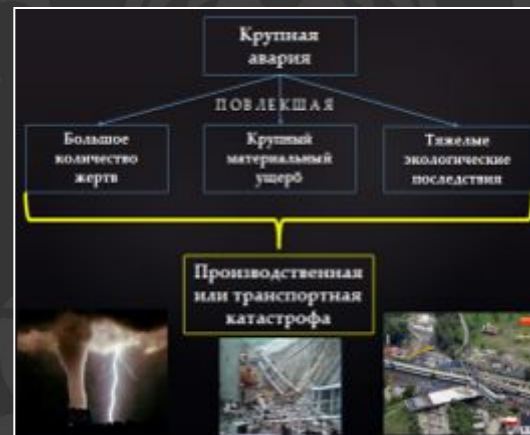 Крупная
авария
ПОВЛЕКШАЯ
Большое
количество
жертв
Крупный
материальный
ущерб
Тяжелые
экологические
последствия
Производственная
или транспортная
катастрофа